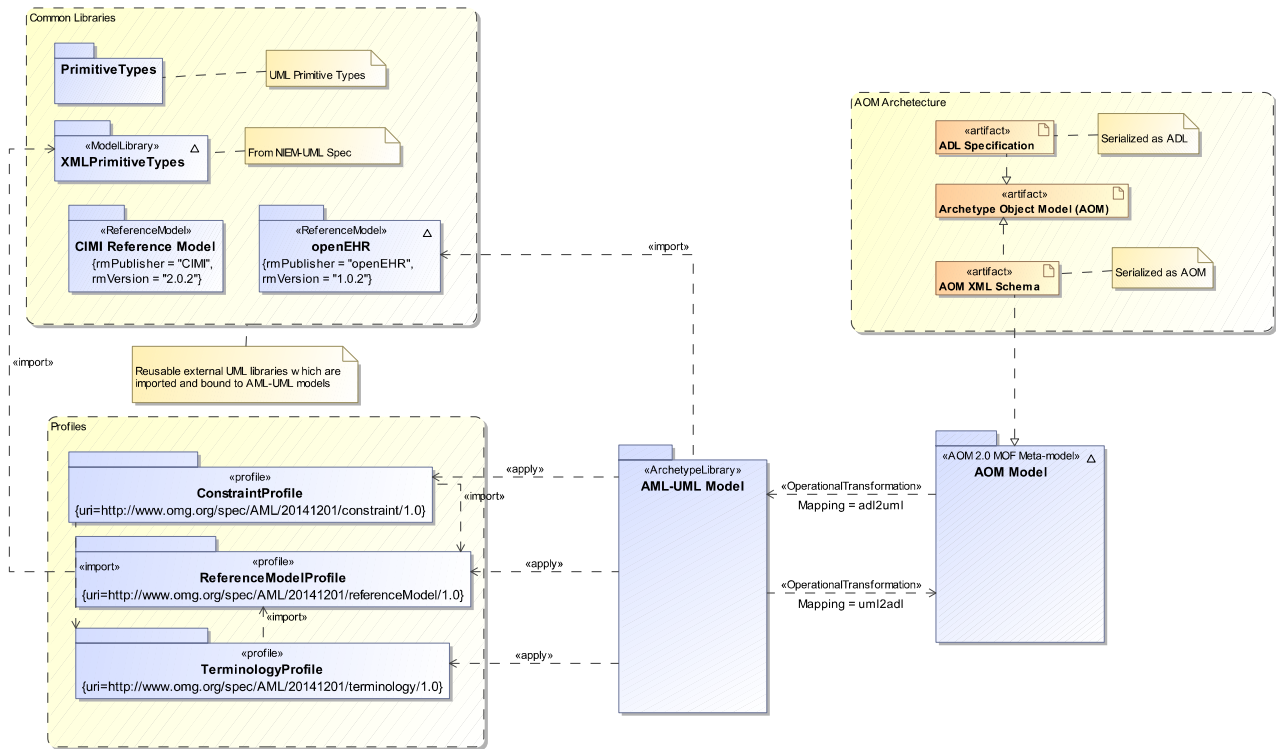 Common Libraries
PrimitiveTypes
UML Primitive Types
«ModelLibrary»
XMLPrimitiveTypes
From NIEM-UML Spec
«ReferenceModel»
CIMI Reference Model
{rmPublisher = "CIMI",
rmVersion = "2.0.2"}
«ReferenceModel»
openEHR
{rmPublisher = "openEHR",
rmVersion = "1.0.2"}
«import»
«import»
Reusable external UML libraries which are
imported and bound to AML-UML models
AOM Archetecture
«artifact»
ADL Specification
Serialized as ADL
«artifact»
Archetype Object Model (AOM)
«artifact»
AOM XML Schema
Serialized as AOM
Profiles
«profile»
ConstraintProfile
{uri=http://www.omg.org/spec/AML/20141201/constraint/1.0}
«apply»
«import»
«import»
«profile»
ReferenceModelProfile
{uri=http://www.omg.org/spec/AML/20141201/referenceModel/1.0}
«apply»
«import»
«profile»
TerminologyProfile
{uri=http://www.omg.org/spec/AML/20141201/terminology/1.0}
«apply»
«ArchetypeLibrary»
AML-UML Model
«OperationalTransformation»
Mapping = adl2uml
«OperationalTransformation»
Mapping = uml2adl
«AOM 2.0 MOF Meta-model»
AOM Model